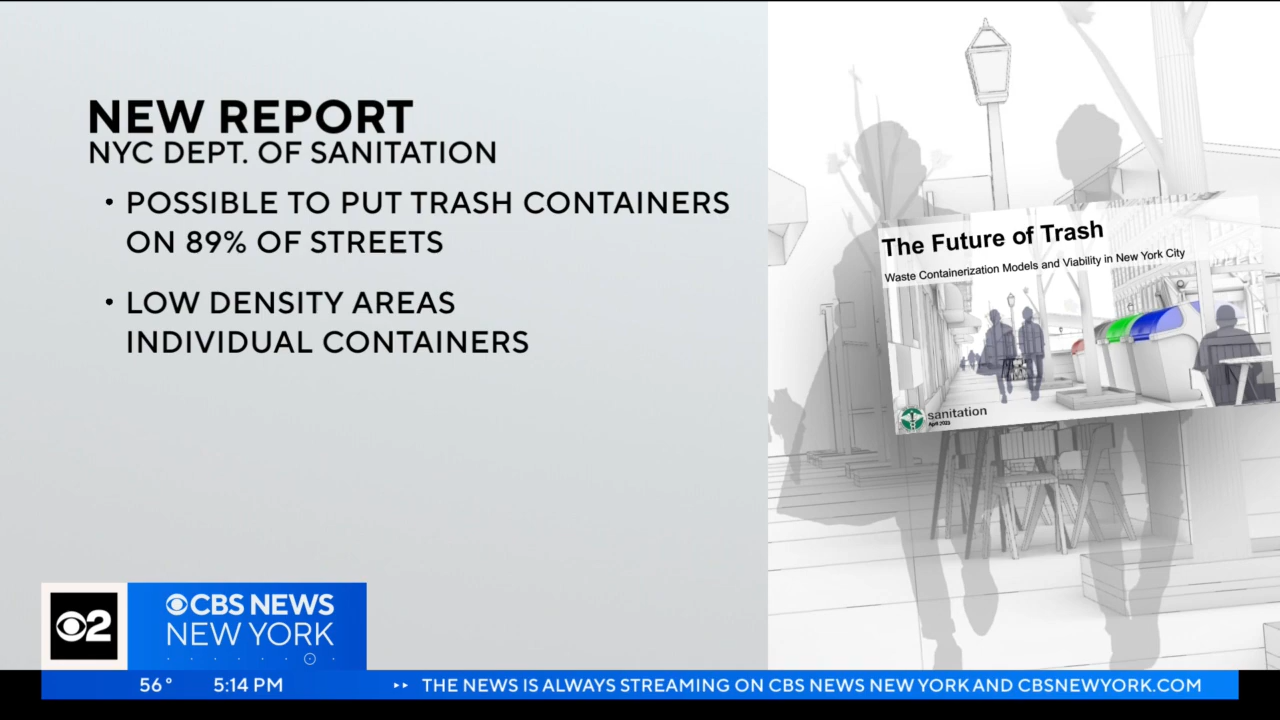 NEW REPORT
NYC DEPT. OF SANITATION
• POSSIBLE TO PUT TRASH CONTAINERS
ON 89% OF STREETS
• LOW DENSITY AREAS
INDIVIDUAL CONTAINERS
The Future of Trash
Waste Containerization Models and Viability in New York City
sanitation
April 2023
2
CBS NEWS
NEW YORK
56° 5:14 PM THE NEWS IS ALWAYS STREAMING ON CBS NEWS NEW YORK AND CBSNEWYORK.COM